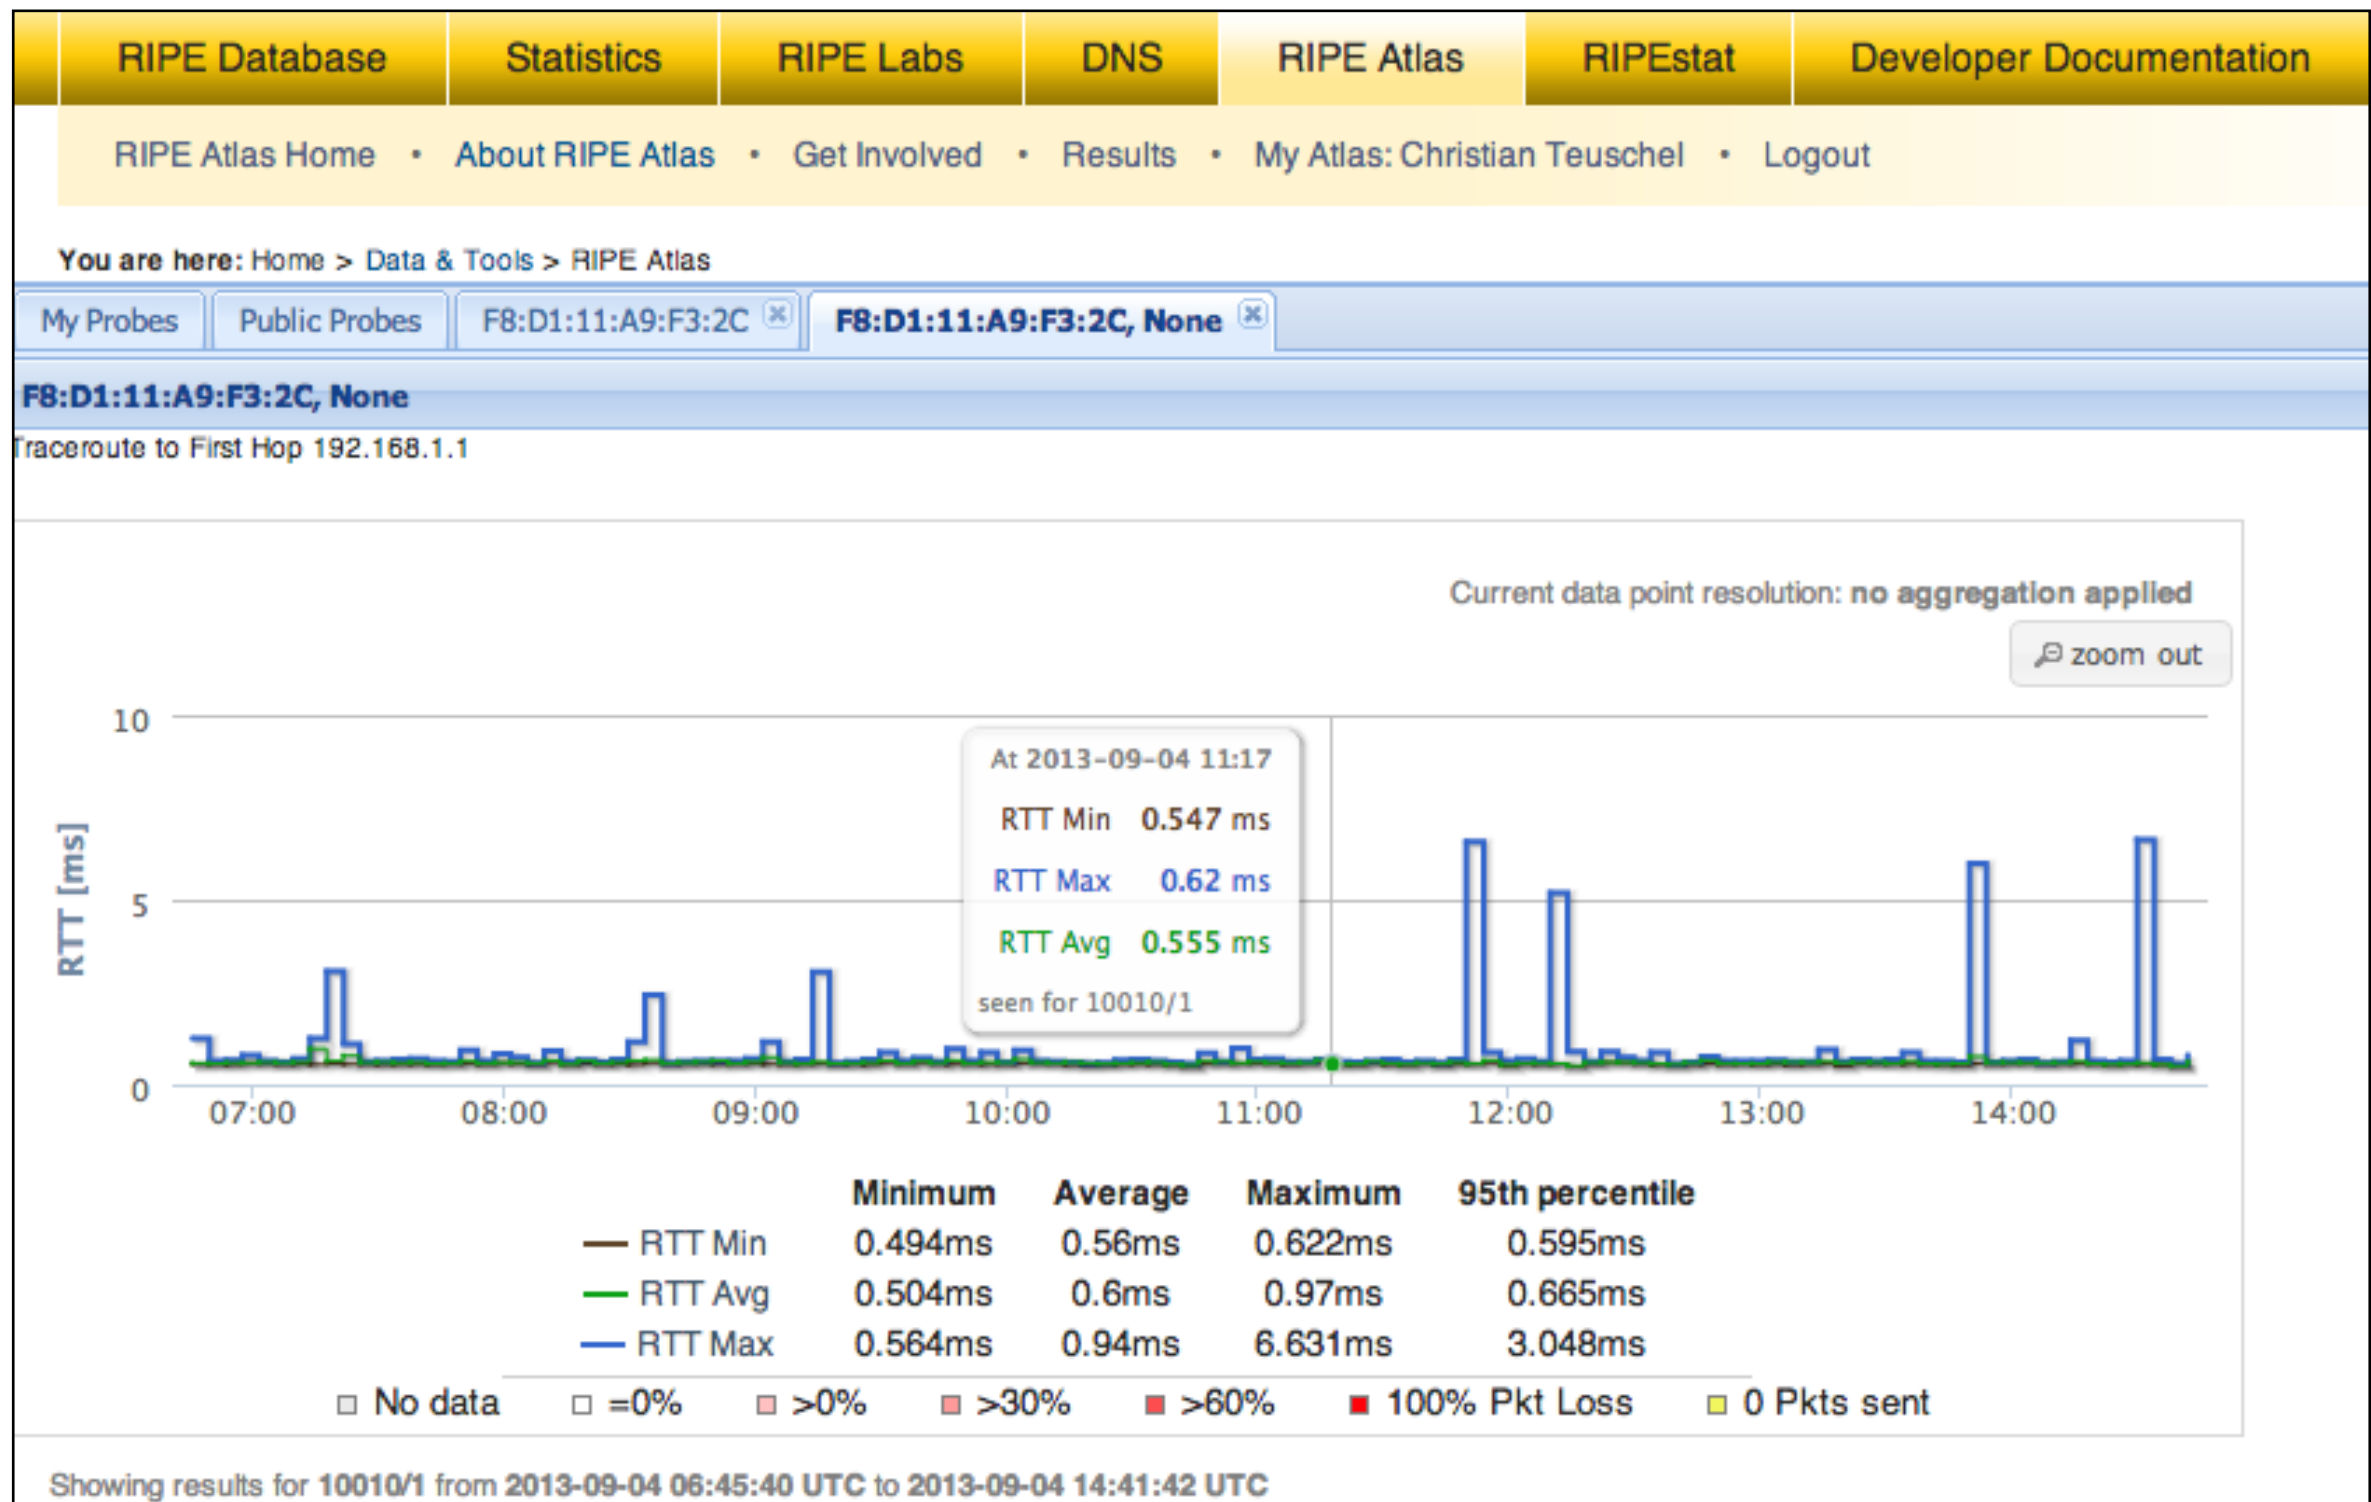 RIPE Database Statistics RIPE Labs DNS RIPE Atlas RIPEstat Developer Documentation
RIPE Atlas Home • About RIPE Atlas • Get Involved • Results • My Atlas: Christian Teuschel • Logout
You are here: Home > Data & Tools > RIPE Atlas
My Probes Public Probes F8:D1:11:A9:F3:2C F8:D1:11:A9:F3:2C, None
F8:D1:11:A9:F3:2C, None
Traceroute to First Hop 192.168.1.1
Current data point resolution: no aggregation applied
zoom out
RTT [ms]
10
5
0
At 2013-09-04 11:17
RTT Min 0.547 ms
RTT Max 0.62 ms
RTT Avg 0.555 ms
seen for 10010/1
07:00 08:00 09:00 10:00 11:00 12:00 13:00 14:00
Minimum Average Maximum 95th percentile
RTT Min 0.494ms 0.56ms 0.622ms 0.595ms
RTT Avg 0.504ms 0.6ms 0.97ms 0.665ms
RTT Max 0.564ms 0.94ms 6.631ms 3.048ms
No data =0% >0% >30% >60% 100% Pkt Loss 0 Pkts sent
Showing results for 10010/1 from 2013-09-04 06:45:40 UTC to 2013-09-04 14:41:42 UTC